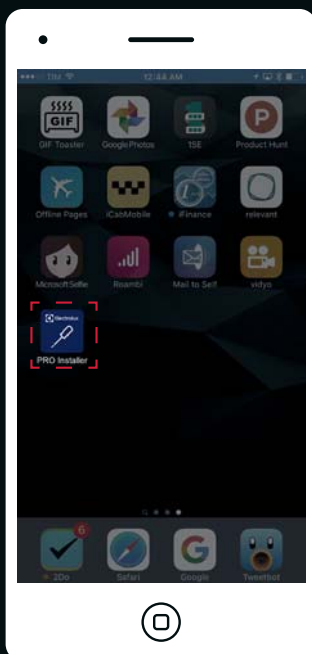 TIM 12:44 AM
$$$$
GIF
P
GIF Toaster Google Photos 1SE Product Hunt
Offline Pages iCabMobile iFinance relevant
Microsoft Selfie Roambi Mail to Self vidyo
Electrolux
PRO Installer
6
G
2Do Safari Google Tweetbot